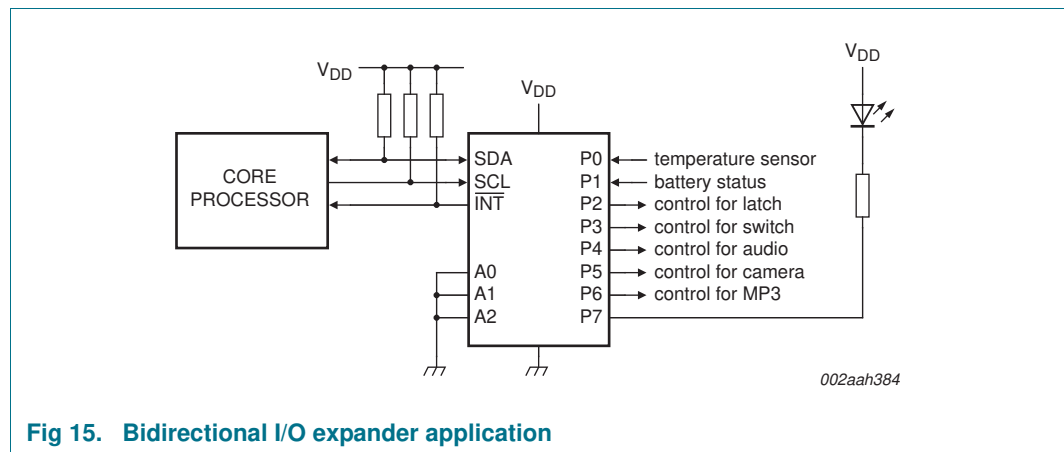 VDD
VDD
VDD
CORE
PROCESSOR
SDA
SCL
INT
A0
A1
A2
P0
P1
P2
P3
P4
P5
P6
P7
temperature sensor
battery status
control for latch
control for switch
control for audio
control for camera
control for MP3
002aah384
Fig 15. Bidirectional I/O expander application